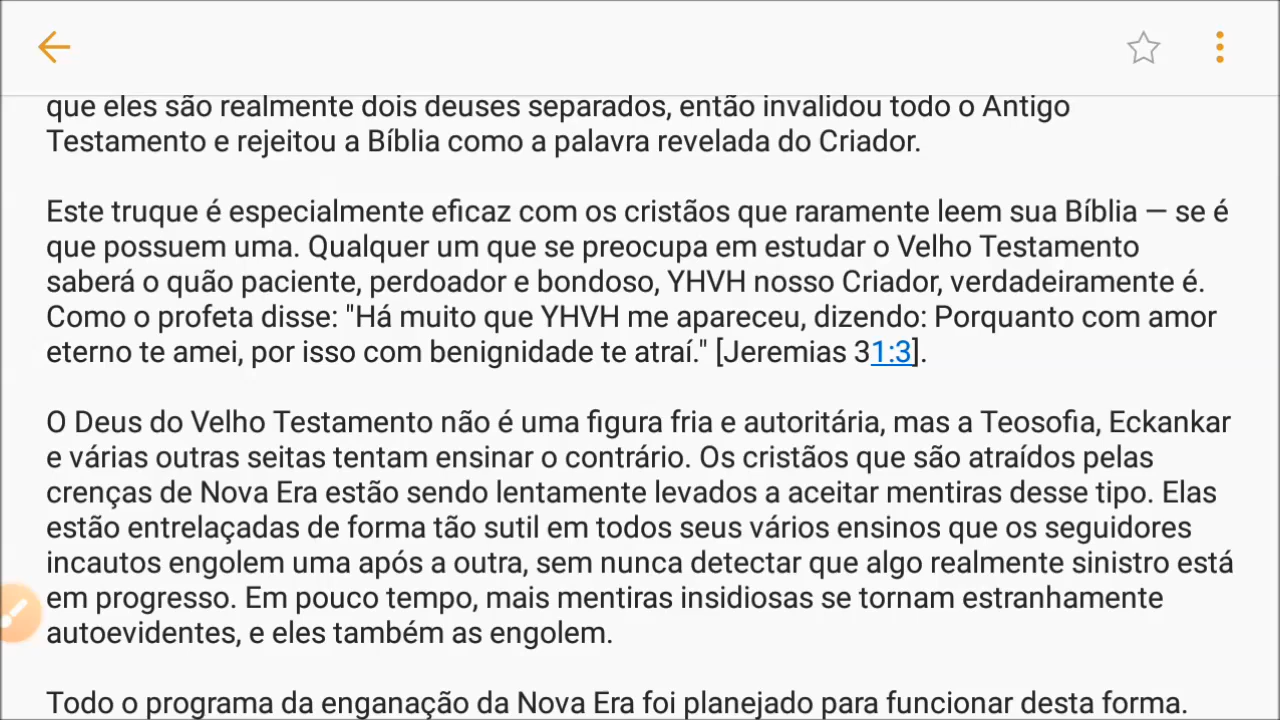 que eles são realmente dois deuses separados, então invalidou todo o Antigo
Testamento e rejeitou a Bíblia como a palavra revelada do Criador.
Este truque é especialmente eficaz com os cristãos que raramente leem sua Bíblia — se é
que possuem uma. Qualquer um que se preocupa em estudar o Velho Testamento
saberá o quão paciente, perdoador e bondoso, YHVH nosso Criador, verdadeiramente é.
Como o profeta disse: "Há muito que YHVH me apareceu, dizendo: Porquanto com amor
eterno te amei, por isso com benignidade te atraí." [Jeremias 31:3].
O Deus do Velho Testamento não é uma figura fria e autoritária, mas a Teosofia, Eckankar
e várias outras seitas tentam ensinar o contrário. Os cristãos que são atraídos pelas
crenças de Nova Era estão sendo lentamente levados a aceitar mentiras desse tipo. Elas
estão entrelaçadas de forma tão sutil em todos seus vários ensinos que os seguidores
incautos engolem uma após a outra, sem nunca detectar que algo realmente sinistro está
em progresso. Em pouco tempo, mais mentiras insidiosas se tornam estranhamente
autoevidentes, e eles também as engolem.
Todo o programa da enganação da Nova Era foi planejado para funcionar desta forma.